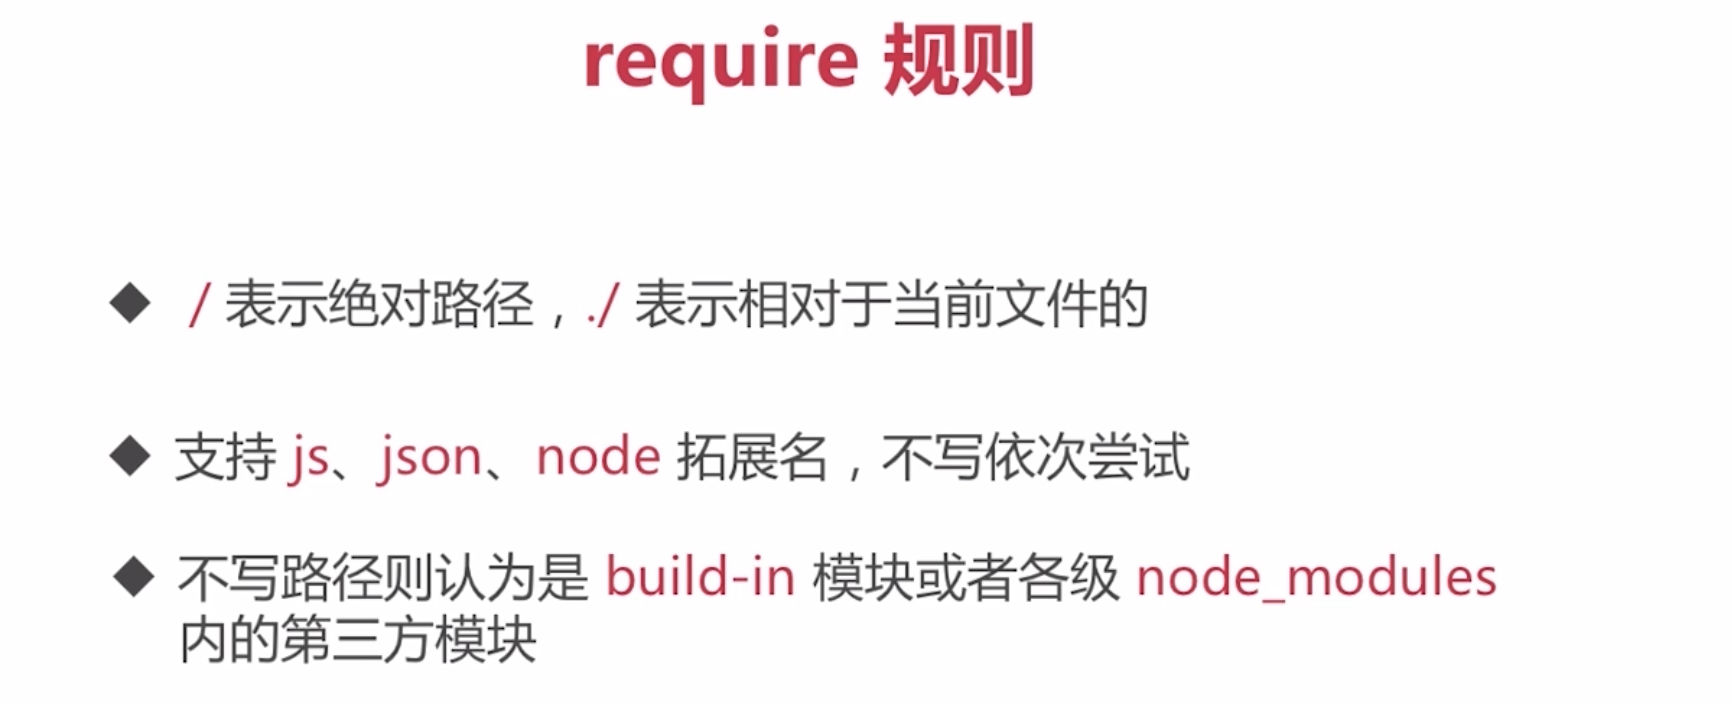 require 规则
◆ / 表示绝对路径，./ 表示相对于当前文件的
◆ 支持 js、json、node 拓展名，不写依次尝试
◆ 不写路径则认为是 build-in 模块或者各级 node_modules
内的第三方模块